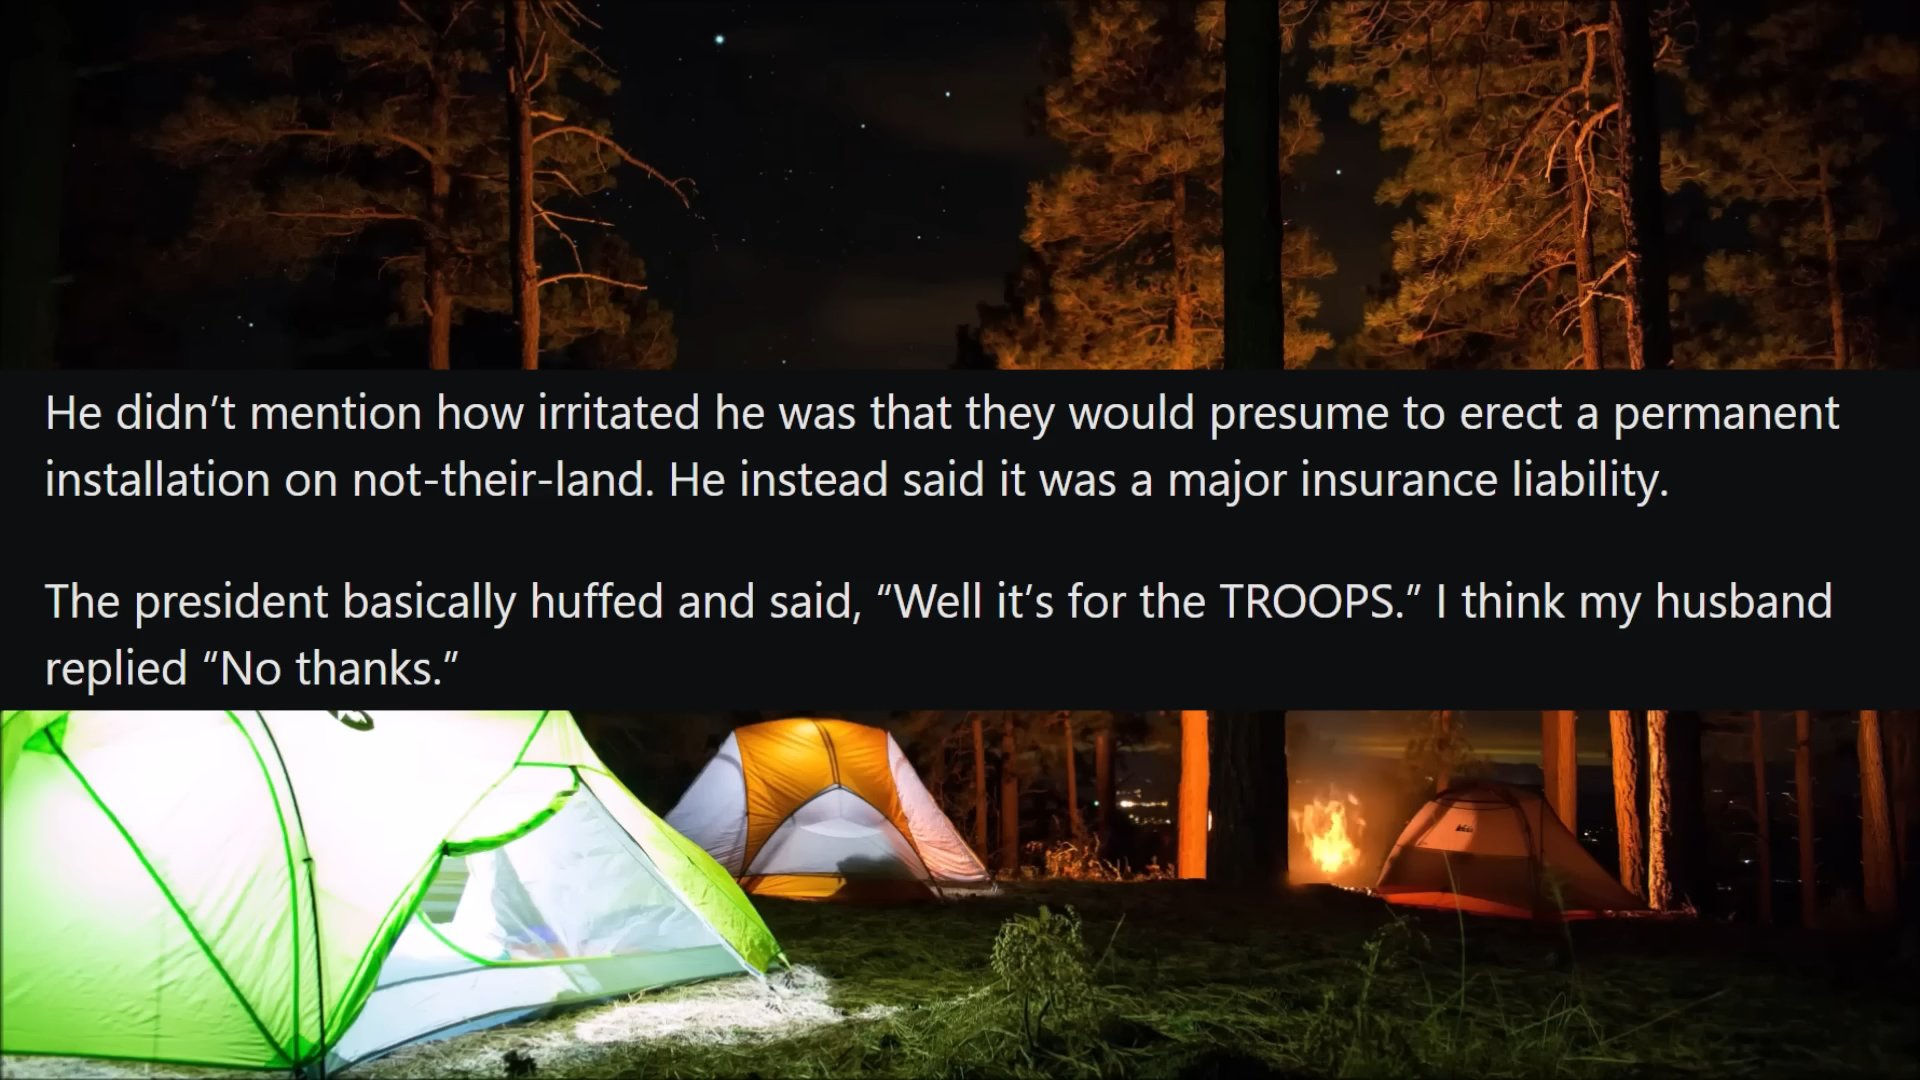 He didn’t mention how irritated he was that they would presume to erect a permanent
installation on not-their-land. He instead said it was a major insurance liability.
The president basically huffed and said, “Well it’s for the TROOPS.” I think my husband
replied “No thanks.”